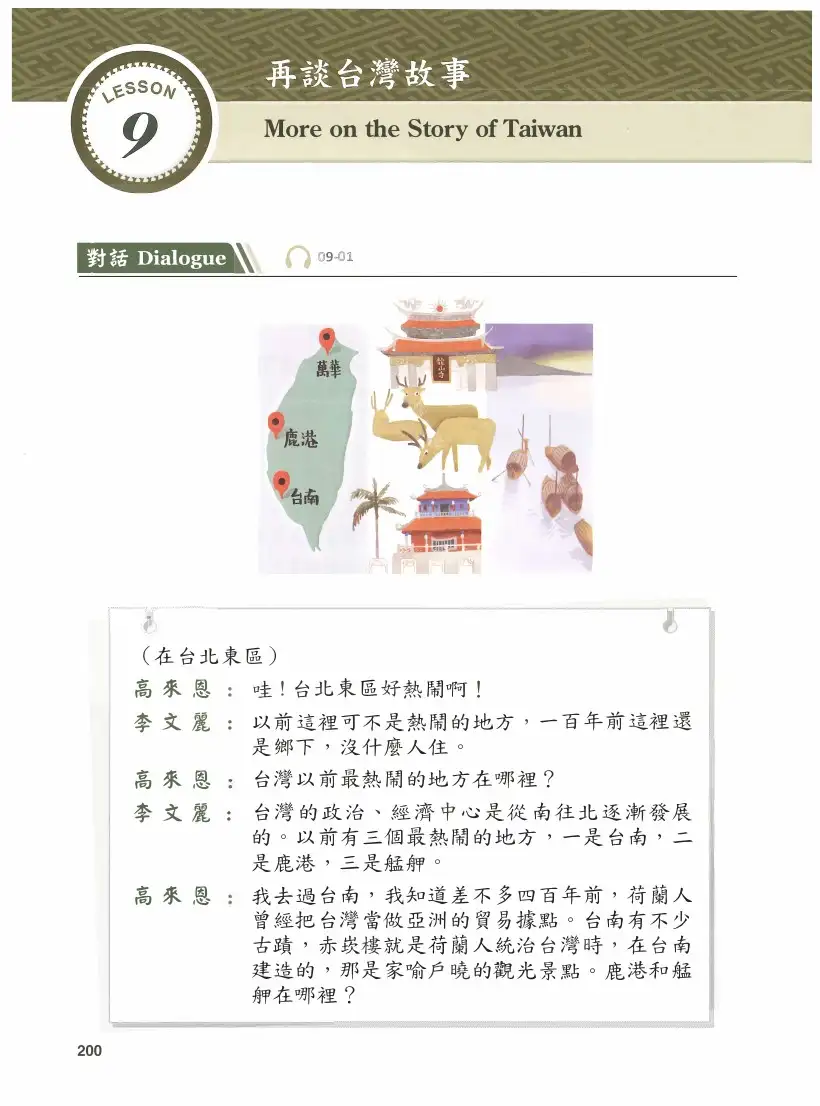 LESSON
9
再談台灣故事
More on the Story of Taiwan
對話 Dialogue
09-01
萬華
鹿港
台南
龍山寺
（在台北東區）
高來恩：哇！台北東區好熱鬧啊！
李文麗：以前這裡可不是熱鬧的地方，一百年前這裡還
是鄉下，沒什麼人住。
高來恩：台灣以前最熱鬧的地方在哪裡？
李文麗：台灣的政治、經濟中心是從南往北逐漸發展
的。以前有三個最熱鬧的地方，一是台南，二
是鹿港，三是艋舺。
高來恩：我去過台南，我知道差不多四百年前，荷蘭人
曾經把台灣當做亞洲的貿易據點。台南有不少
古蹟，赤崁樓就是荷蘭人統治台灣時，在台南
建造的，那是家喻戶曉的觀光景點。鹿港和艋
舺在哪裡？
200